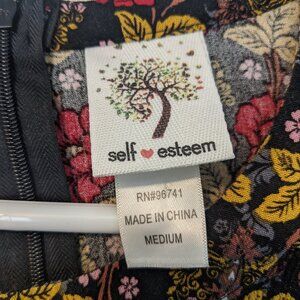 self ♥ esteem
RN#96741
MADE IN CHINA
MEDIUM